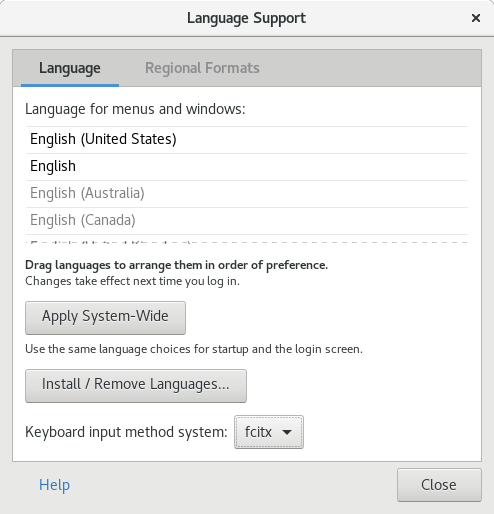 Language Support
Language
Regional Formats
Language for menus and windows:
English (United States)
English
English (Australia)
English (Canada)
Drag languages to arrange them in order of preference.
Changes take effect next time you log in.
Apply System-Wide
Use the same language choices for startup and the login screen.
Install / Remove Languages...
Keyboard input method system: fcitx
Help
Close